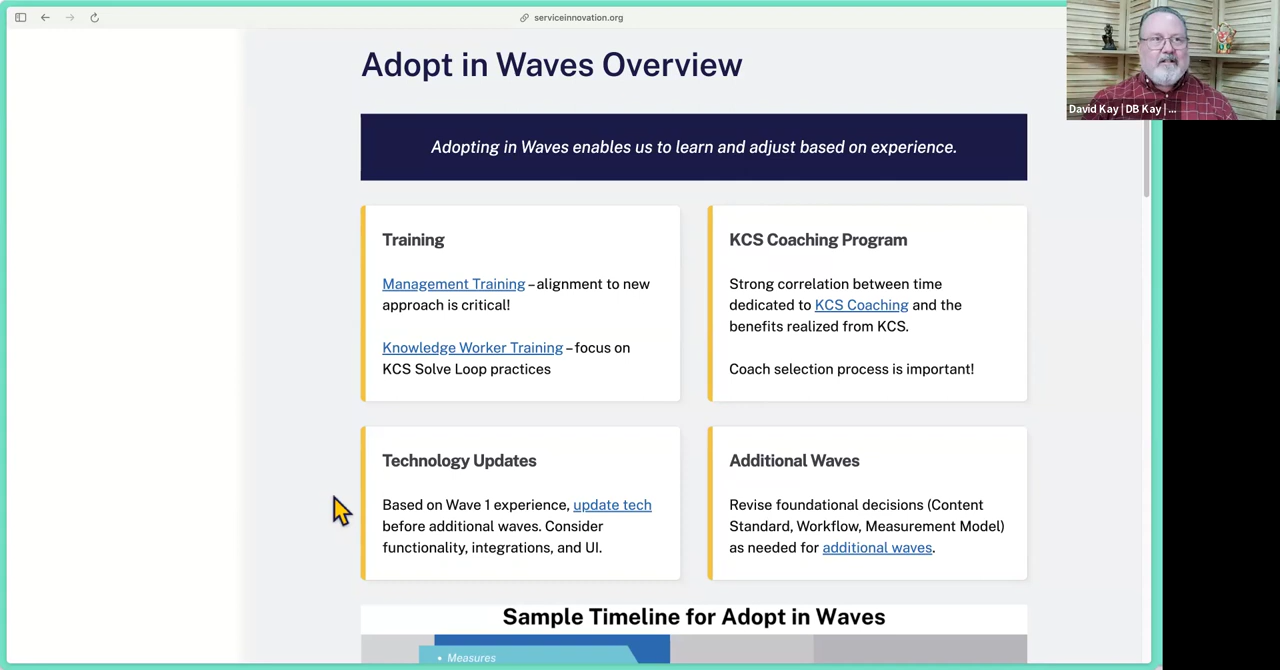 serviceinnovation.org
David Kay | DB Kay | ...
Adopt in Waves Overview
Adopting in Waves enables us to learn and adjust based on experience.
Training
Management Training – alignment to new
approach is critical!
Knowledge Worker Training – focus on
KCS Solve Loop practices
KCS Coaching Program
Strong correlation between time
dedicated to KCS Coaching and the
benefits realized from KCS.
Coach selection process is important!
Technology Updates
Based on Wave 1 experience, update tech
before additional waves. Consider
functionality, integrations, and UI.
Additional Waves
Revise foundational decisions (Content
Standard, Workflow, Measurement Model)
as needed for additional waves.
Sample Timeline for Adopt in Waves
• Measures